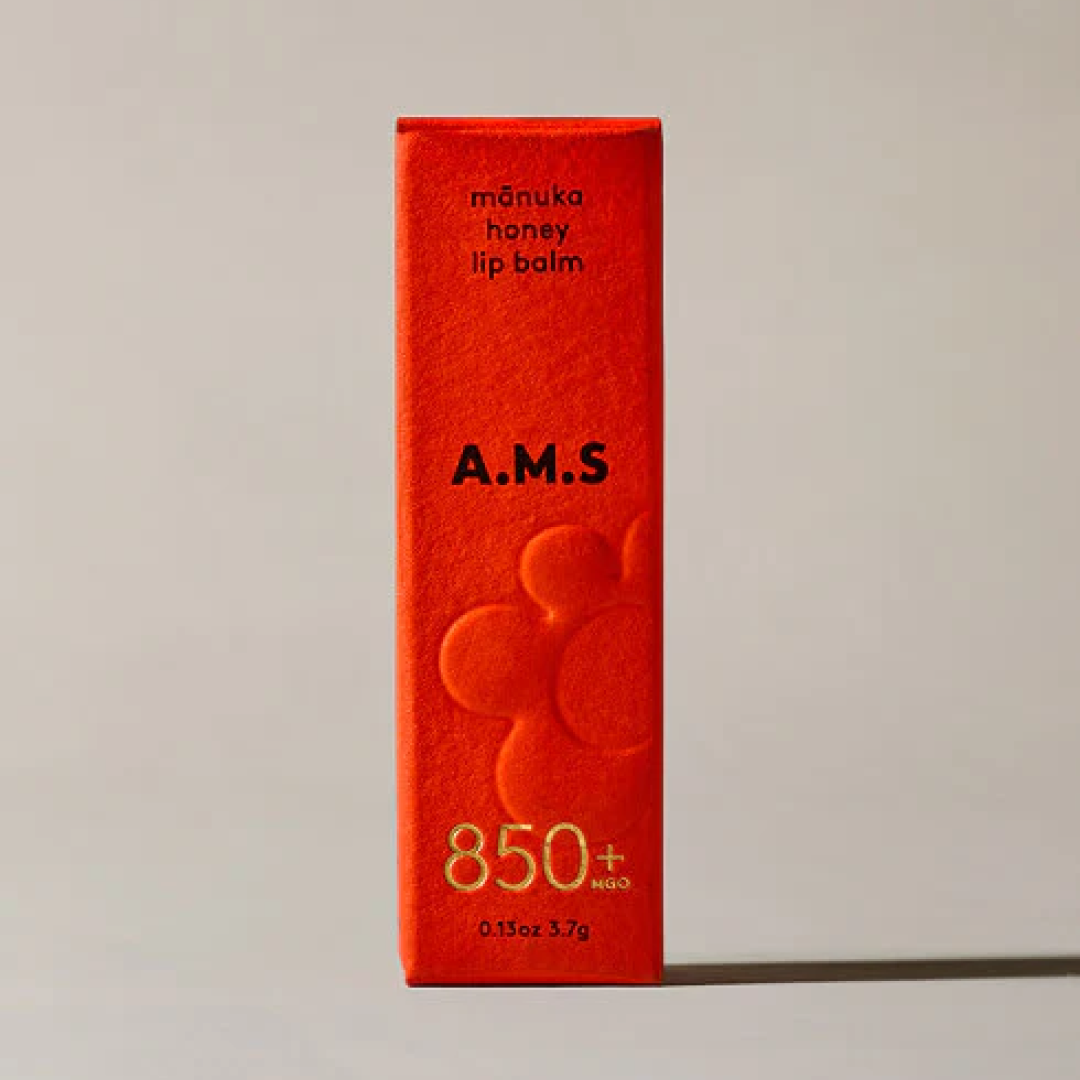 mānuka
honey
lip balm
A.M.S
850+
MGO
0.13oz 3.7g